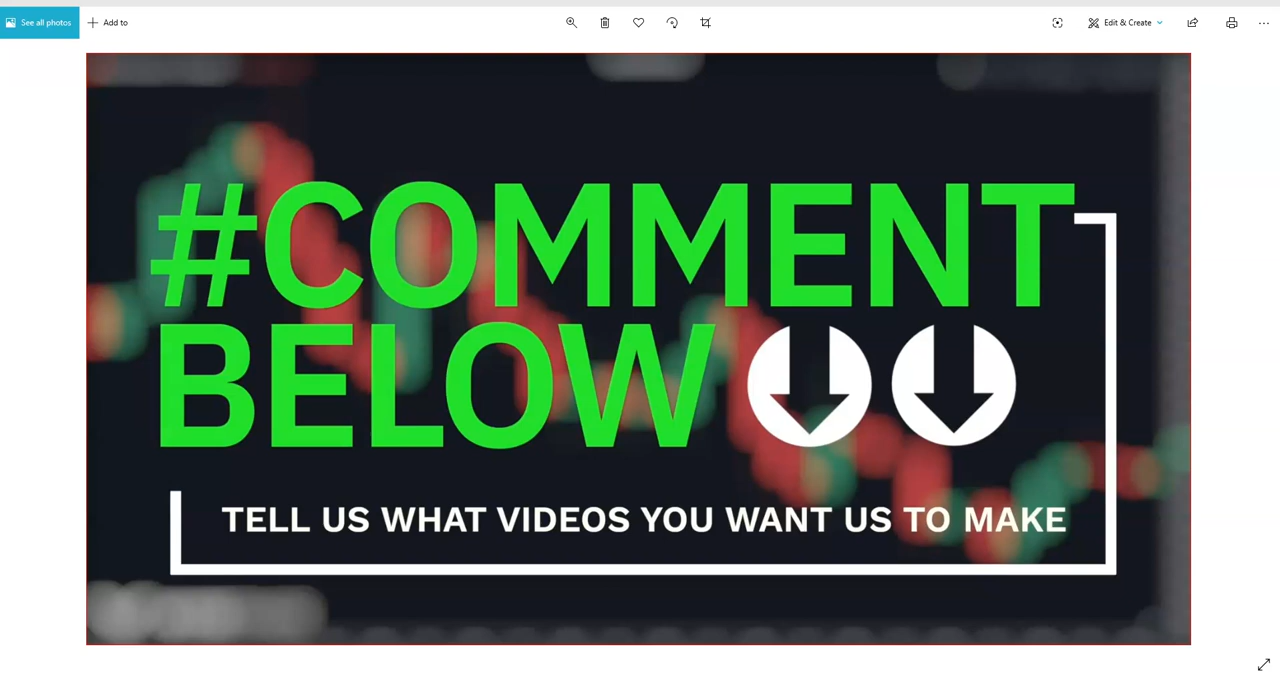 See all photos
Add to
Edit & Create
#COMMENT
BELOW
TELL US WHAT VIDEOS YOU WANT US TO MAKE